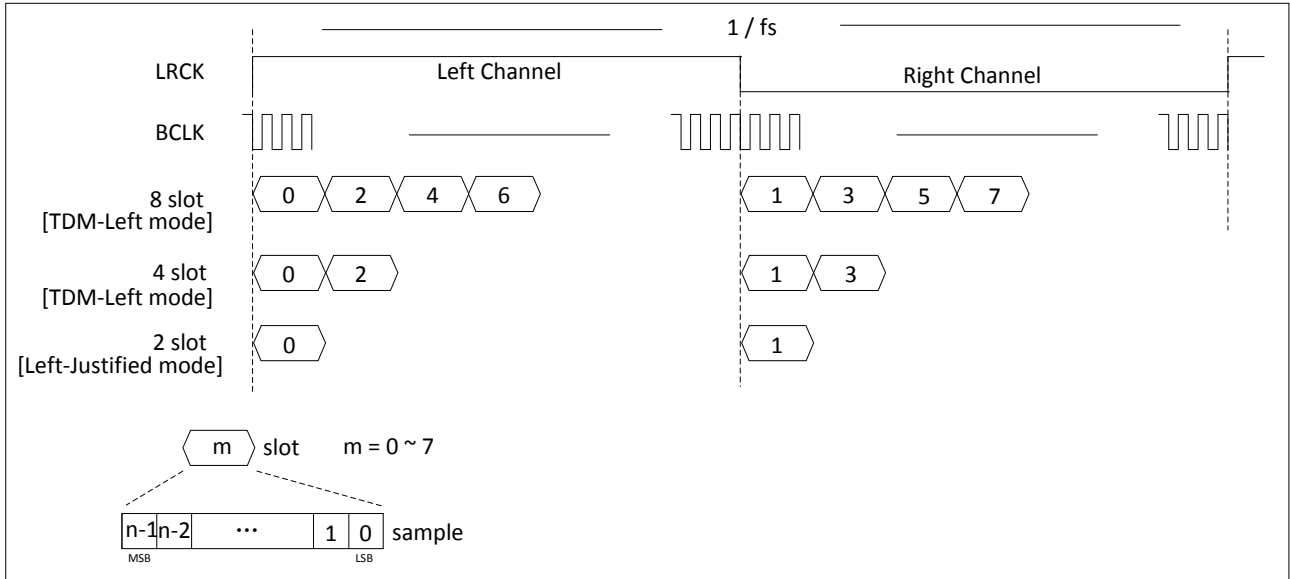 1 / fs
LRCK Left Channel Right Channel
BCLK
8 slot 0 2 4 6 1 3 5 7
[TDM-Left mode]
4 slot 0 2 1 3
[TDM-Left mode]
2 slot 0 1
[Left-Justified mode]
m slot m = 0 ~ 7
n-1 n-2 ... 1 0 sample
MSB LSB